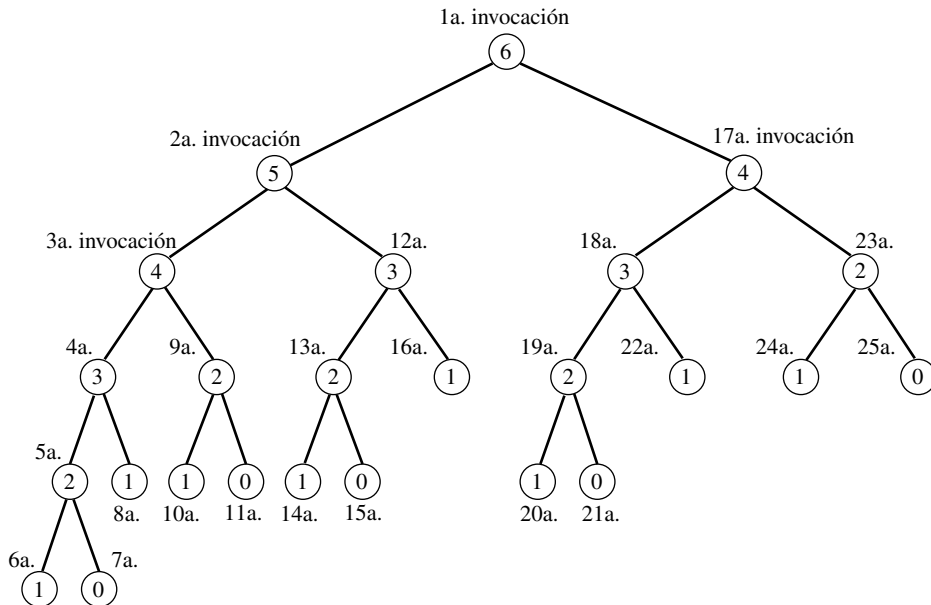 1a. invocación
6
2a. invocación
17a. invocación
5
4
3a. invocación
12a.
18a.
23a.
4
3
3
2
4a.
9a.
13a.
16a.
19a.
22a.
24a.
25a.
3
2
2
1
2
1
1
0
5a.
2
1
1
0
1
0
1
0
8a.
10a.
11a.
14a.
15a.
20a.
21a.
6a.
7a.
1
0